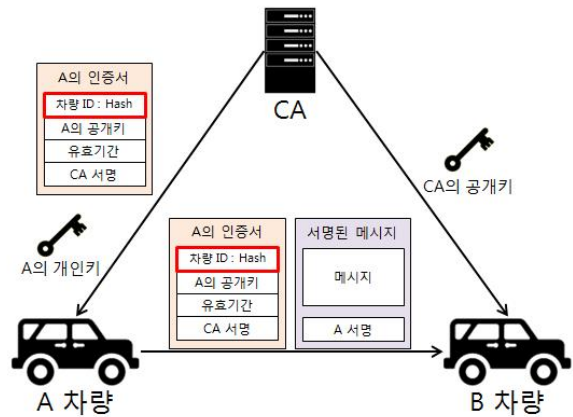 CA
A의 인증서
차량 ID : Hash
A의 공개키
유효기간
CA 서명
A의 개인키
CA의 공개키
A의 인증서
차량 ID : Hash
A의 공개키
유효기간
CA 서명
서명된 메시지
메시지
A 서명
A 차량
B 차량